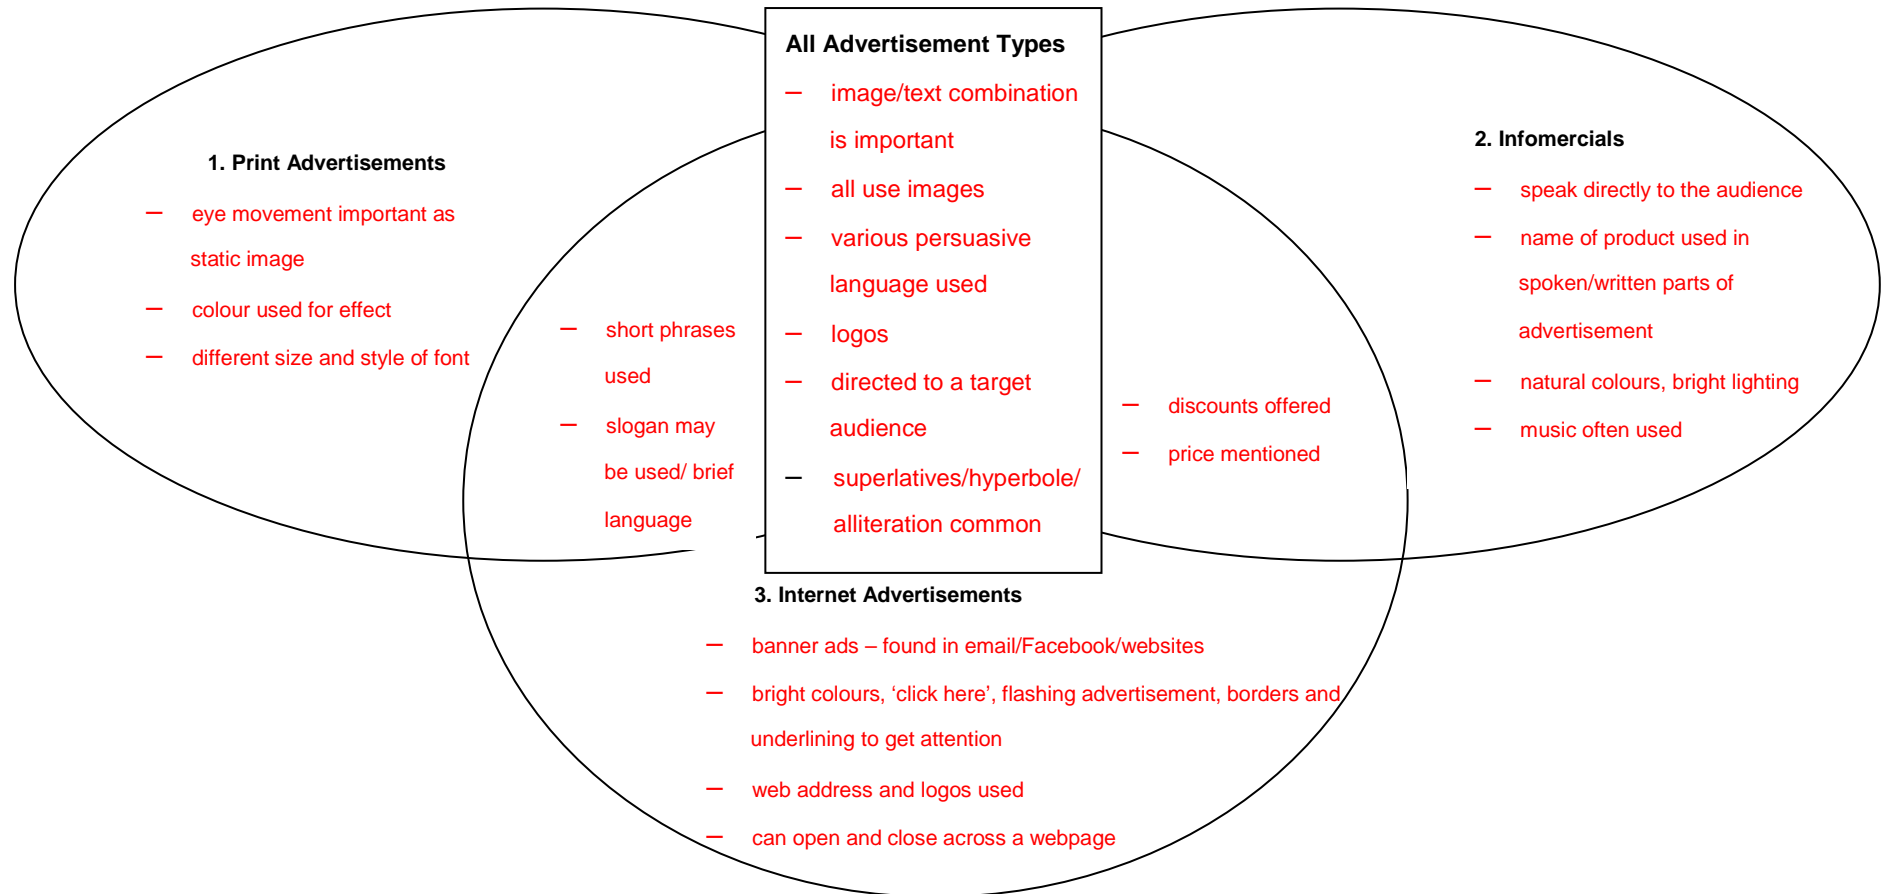 All Advertisement Types
– image/text combination
is important
– all use images
– various persuasive
language used
– logos
– directed to a target
audience
– superlatives/hyperbole/
alliteration common
1. Print Advertisements
– eye movement important as
static image
– colour used for effect
– different size and style of font
– short phrases
used
– slogan may
be used/ brief
language
– discounts offered
– price mentioned
2. Infomercials
– speak directly to the audience
– name of product used in
spoken/written parts of
advertisement
– natural colours, bright lighting
– music often used
3. Internet Advertisements
– banner ads – found in email/Facebook/websites
– bright colours, ‘click here’, flashing advertisement, borders and
underlining to get attention
– web address and logos used
– can open and close across a webpage